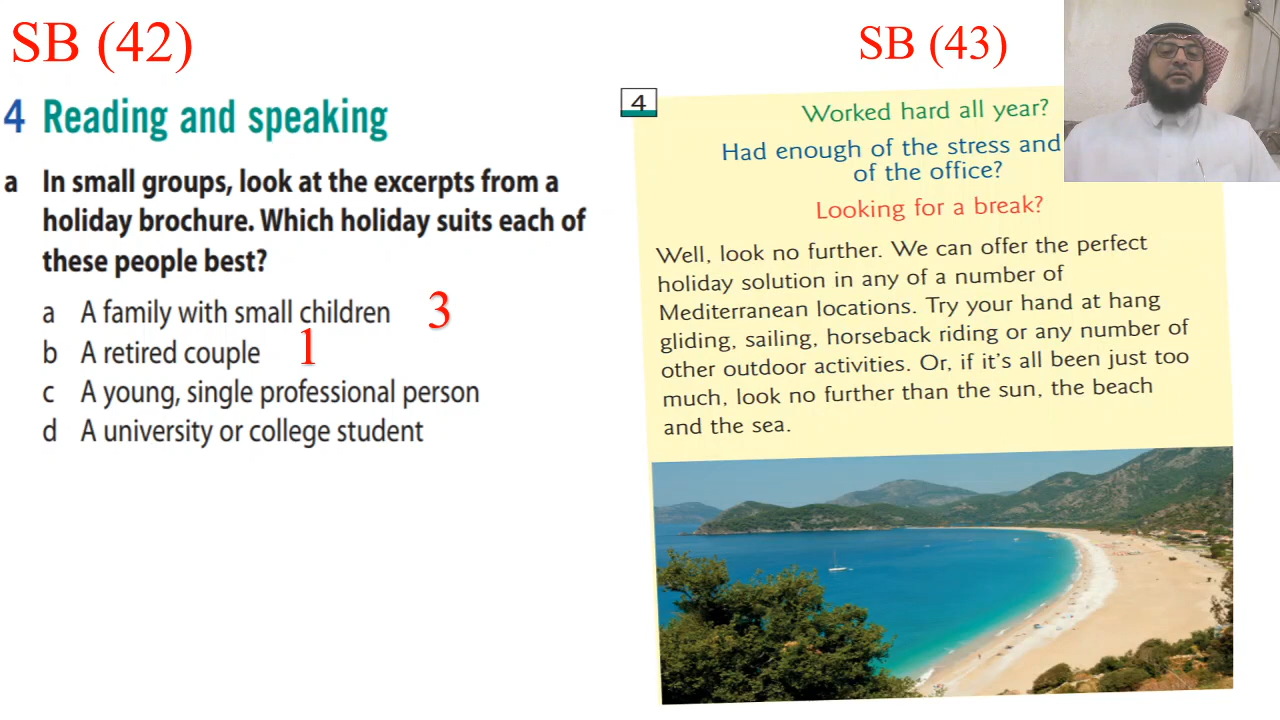 SB (42)
4 Reading and speaking
a In small groups, look at the excerpts from a
holiday brochure. Which holiday suits each of
these people best?
a A family with small children 3
b A retired couple 1
c A young, single professional person
d A university or college student
SB (43)
4
Worked hard all year?
Had enough of the stress and
of the office?
Looking for a break?
Well, look no further. We can offer the perfect
holiday solution in any of a number of
Mediterranean locations. Try your hand at hang
gliding, sailing, horseback riding or any number of
other outdoor activities. Or, if it's all been just too
much, look no further than the sun, the beach
and the sea.